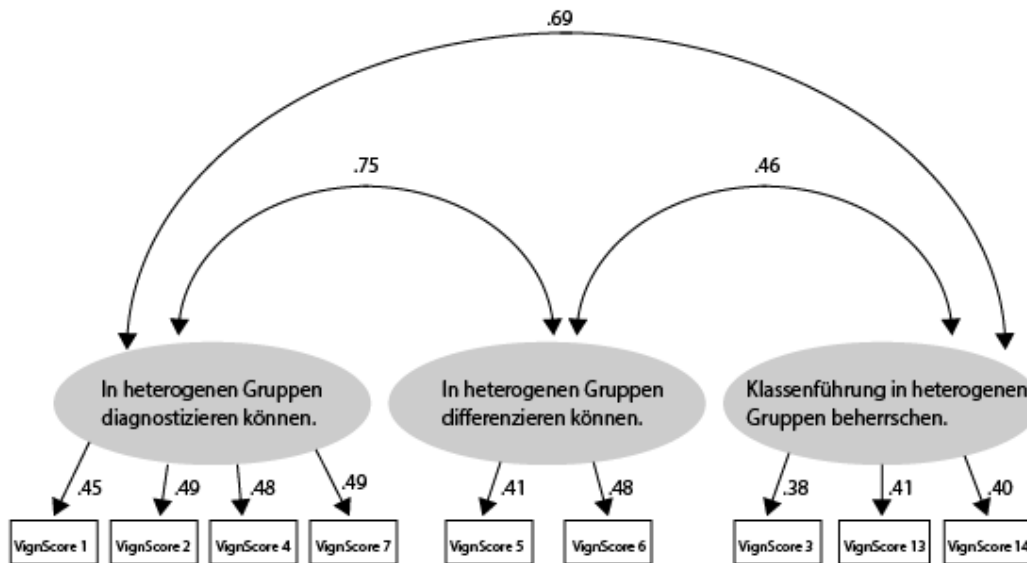 .69
.75
.46
In heterogenen Gruppen
diagnostizieren können.
In heterogenen Gruppen
differenzieren können.
Klassenführung in heterogenen
Gruppen beherrschen.
.45
.49
.48
.49
.41
.48
.38
.41
.40
VignScore 1
VignScore 2
VignScore 4
VignScore 7
VignScore 5
VignScore 6
VignScore 3
VignScore 13
VignScore 14